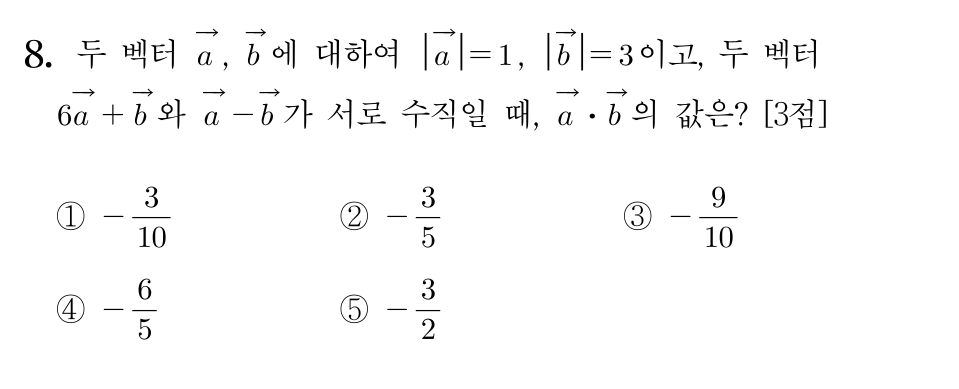 8. 두 벡터 $\vec{a}$, $\vec{b}$에 대하여 $|\vec{a}|=1$, $|\vec{b}|=3$이고, 두 벡터
$6\vec{a}+\vec{b}$와 $\vec{a}-\vec{b}$가 서로 수직일 때, $\vec{a}\cdot\vec{b}$의 값은? [3점]
① $-\frac{3}{10}$ ② $-\frac{3}{5}$ ③ $-\frac{9}{10}$
④ $-\frac{6}{5}$ ⑤ $-\frac{3}{2}$